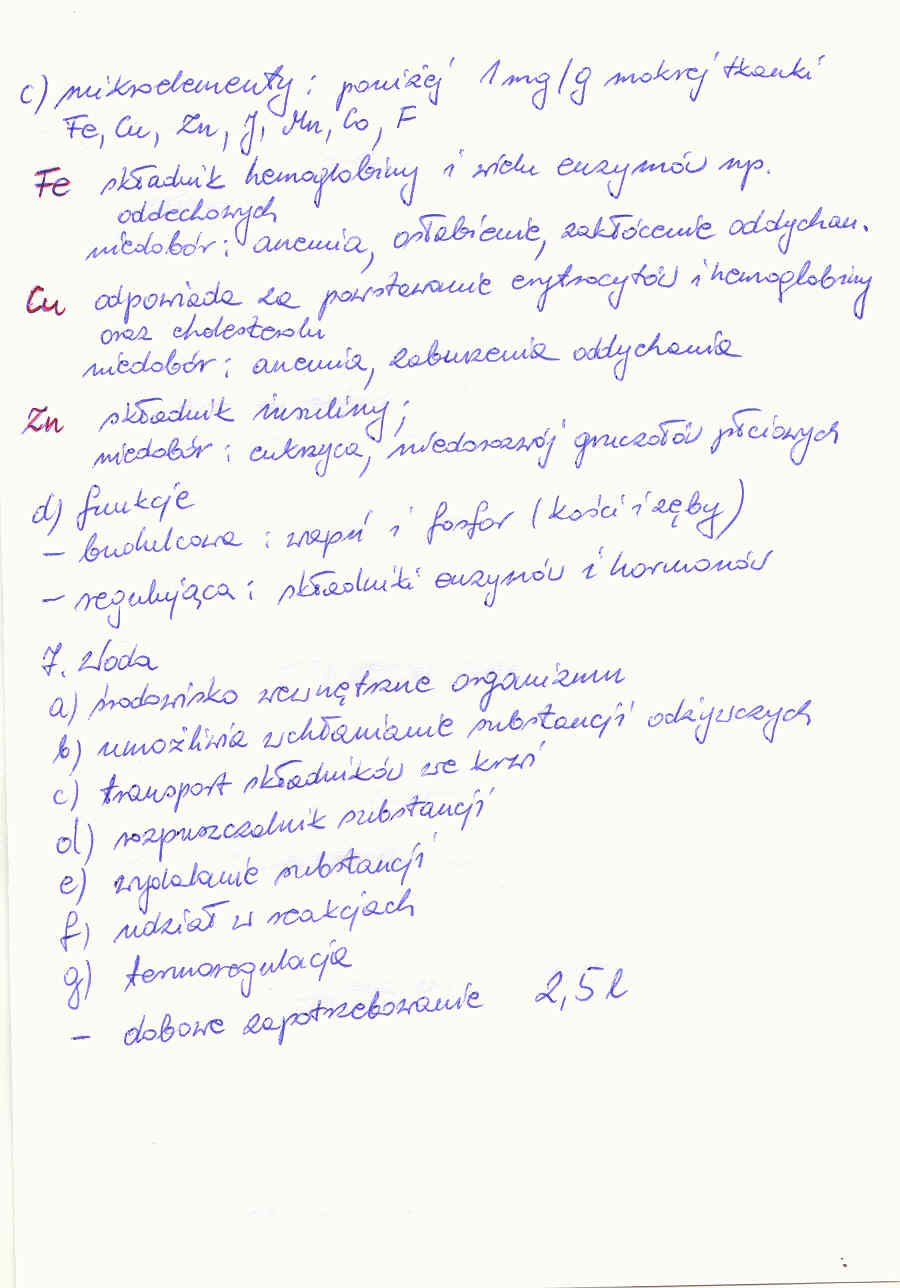 c) mikroelementy: poniżej 1 mg/g mokrej tkanki
Fe, Cu, Zn, J, Mn, Co, F
Fe składnik hemoglobiny i wielu enzymów np.
oddechowych
niedobór: anemia, osłabienie, zakłócenie oddychan.
Cu odpowiada za powstawanie erytrocytów i hemoglobiny
oraz cholesterolu
niedobór: anemia, zaburzenia oddychania
Zn składnik insuliny;
niedobór: cukrzyca, niedorozwój gruczołów płciowych
d) funkcje
- budulcowa: wapń i fosfor (kości i zęby)
- regulująca: składniki enzymów i hormonów
7. Woda
a) środowisko wewnętrzne organizmu
b) umożliwia wchłanianie substancji odżywczych
c) transport składników we krwi
d) rozpuszczalnik substancji
e) wydalanie substancji
f) udział w reakcjach
g) termoregulacja
- dobowe zapotrzebowanie 2,5 l